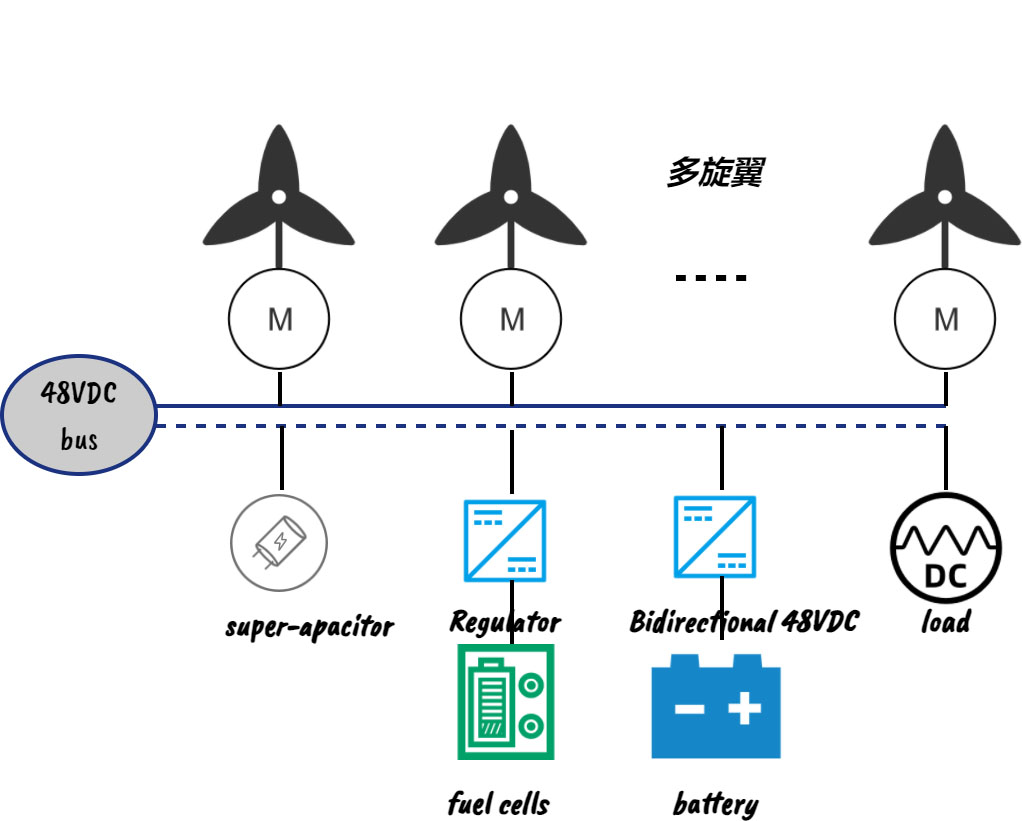 多旋翼
M
M
M
48VDC
bus
DC
super-apacitor
Regulator
Bidirectional 48VDC
load
fuel cells
battery